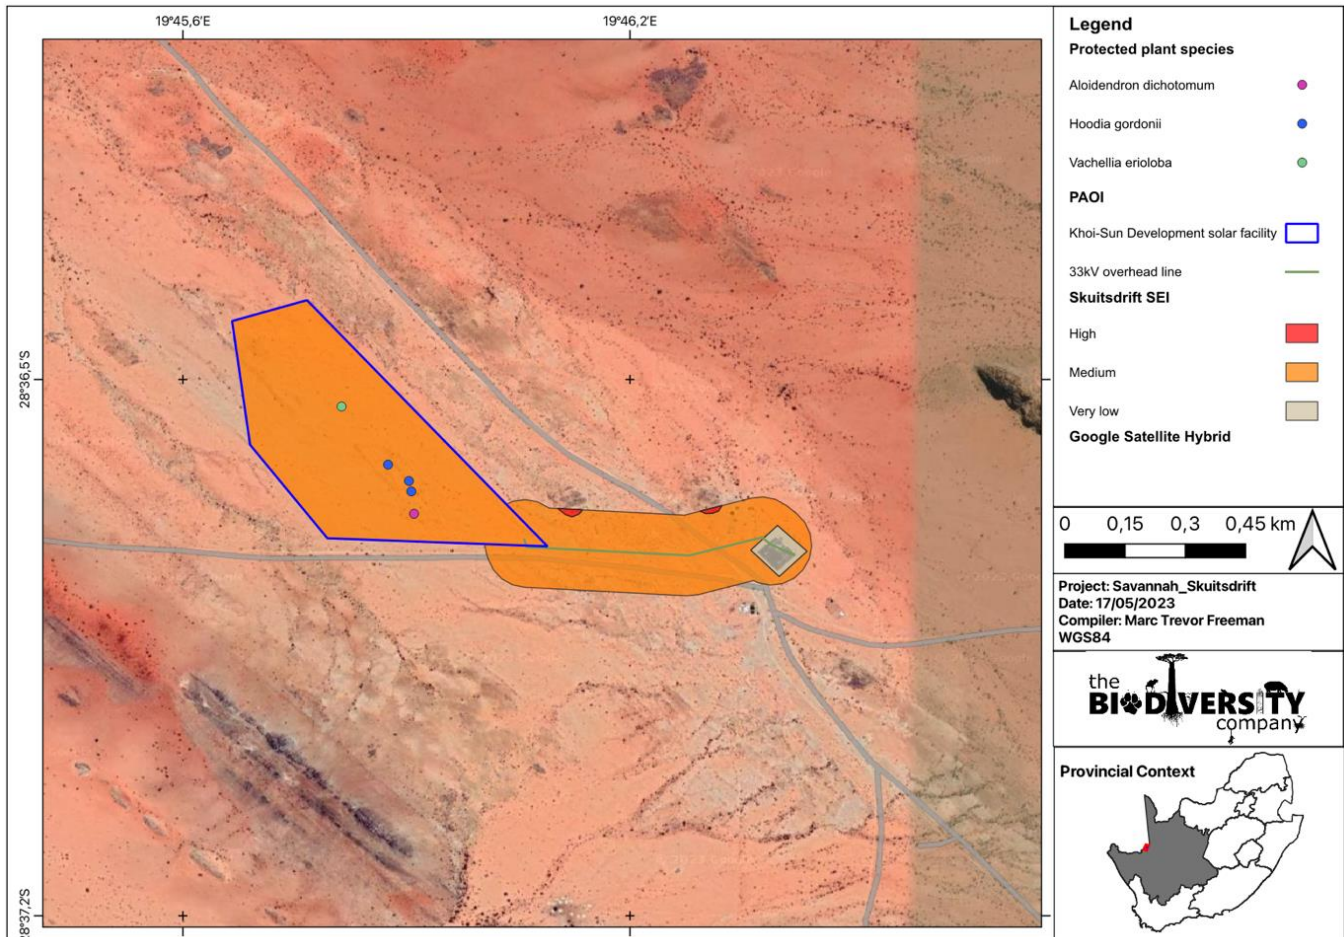 19°45,6'E
19°46,2'E
28°36,5'S
28°37,2'S
Legend
Protected plant species
Aloidendron dichotomum
Hoodia gordonii
Vachellia erioloba
PAOI
Khoi-Sun Development solar facility
33kV overhead line
Skuitsdrift SEI
High
Medium
Very low
Google Satellite Hybrid
0 0,15 0,3 0,45 km
Project: Savannah_Skuitsdrift
Date: 17/05/2023
Compiler: Marc Trevor Freeman
WGS84
the
BIODIVERSITY
company
Provincial Context